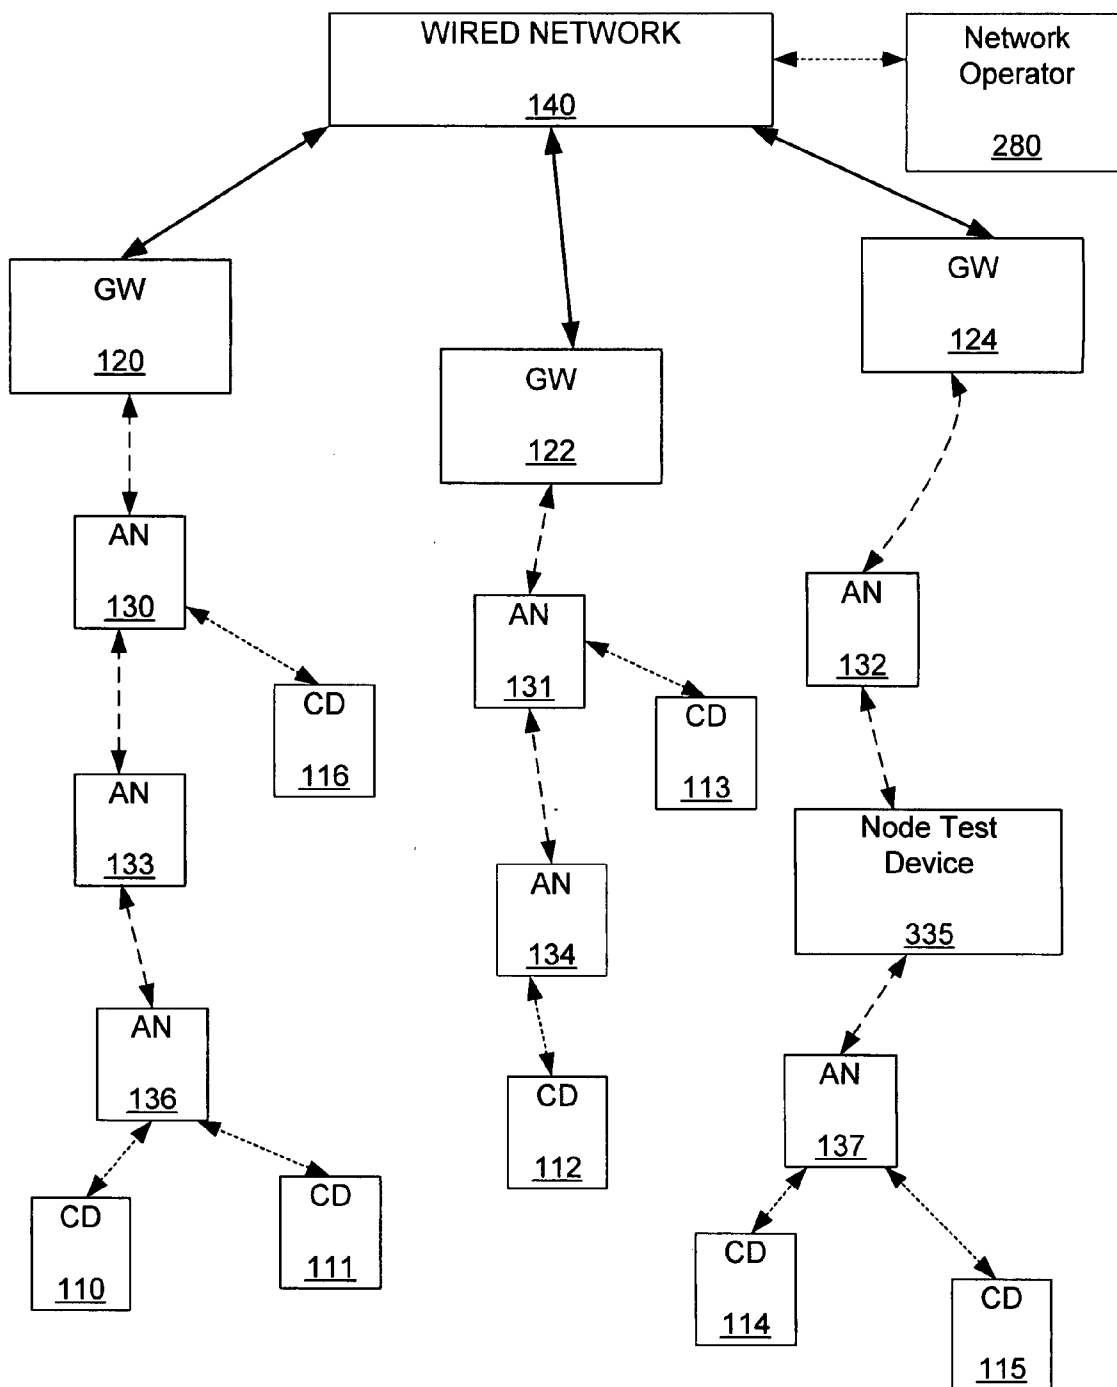 WIRED NETWORK
140
Network
Operator
280
GW
120
GW
122
GW
124
AN
130
AN
131
AN
132
CD
116
CD
113
AN
133
Node Test
Device
335
AN
134
AN
136
AN
137
CD
112
CD
110
CD
111
CD
114
CD
115